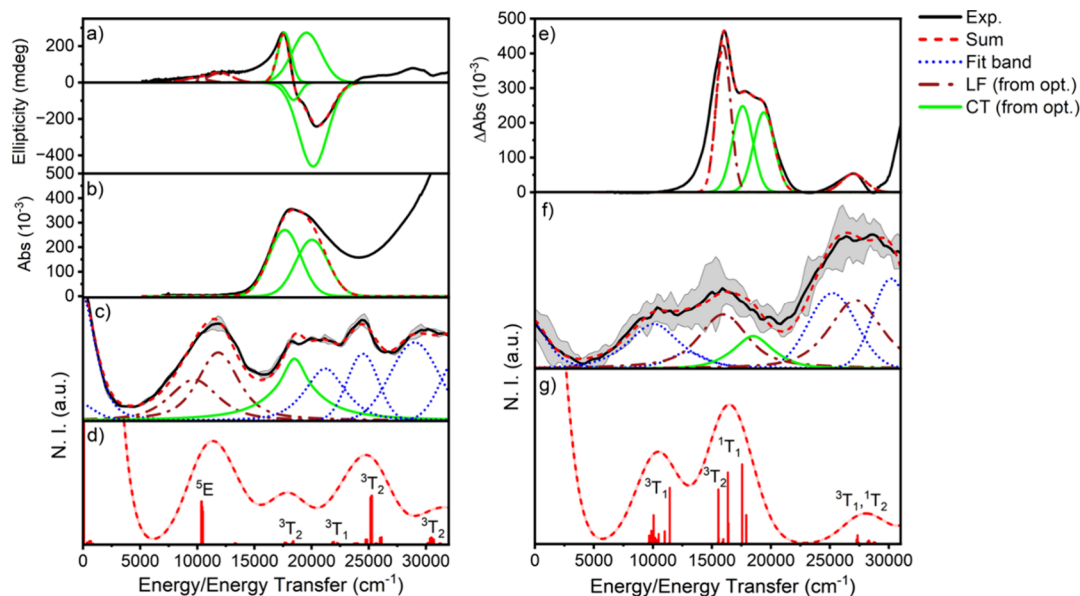 a)
Ellipticity (mdeg)
200
0
−200
−400
b)
Abs (10⁻³)
500
400
300
200
100
0
c)
d)
N. I. (a.u.)
⁵E
³T₂
³T₁
³T₂
³T₂
0 5000 10000 15000 20000 25000 30000
Energy/Energy Transfer (cm⁻¹)
e)
ΔAbs (10⁻³)
500
400
300
200
100
0
f)
g)
N. I. (a.u.)
³T₁
³T₂
¹T₁
³T₁, ¹T₂
0 5000 10000 15000 20000 25000 30000
Energy/Energy Transfer (cm⁻¹)
Exp.
Sum
Fit band
LF (from opt.)
CT (from opt.)